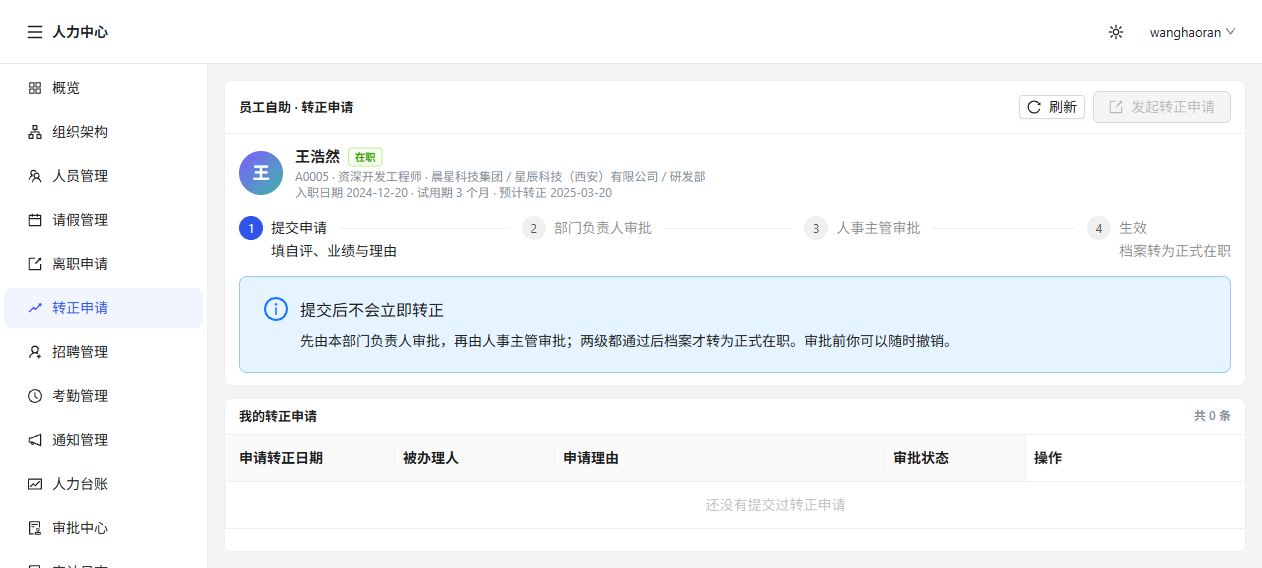 人力中心
wanghaoran
概览
组织架构
人员管理
请假管理
离职申请
转正申请
招聘管理
考勤管理
通知管理
人力台账
审批中心
员工自助 · 转正申请
刷新
发起转正申请
王
王浩然 在职
A0005 · 资深开发工程师 · 晨星科技集团 / 星辰科技（西安）有限公司 / 研发部
入职日期 2024-12-20 · 试用期 3 个月 · 预计转正 2025-03-20
1 提交申请
填自评、业绩与理由
2 部门负责人审批
3 人事主管审批
4 生效
档案转为正式在职
提交后不会立即转正
先由本部门负责人审批，再由人事主管审批；两级都通过后档案才转为正式在职。审批前你可以随时撤销。
我的转正申请
共 0 条
申请转正日期 被办理人 申请理由 审批状态 操作
还没有提交过转正申请